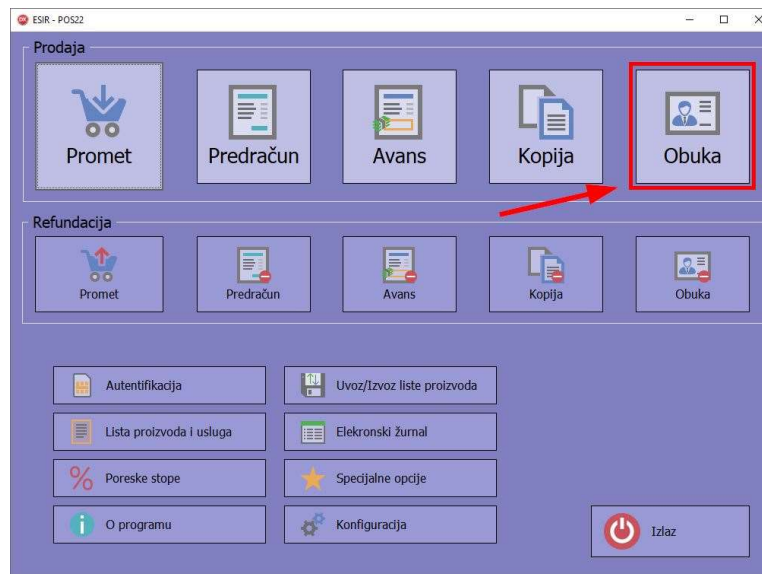 ESIR - POS22
Prodaja
Promet
Predračun
Avans
Kopija
Obuka
Refundacija
Promet
Predračun
Avans
Kopija
Obuka
Autentifikacija
Uvoz/Izvoz liste proizvoda
Lista proizvoda i usluga
Elekronski žurnal
% Poreske stope
Specijalne opcije
i O programu
Konfiguracija
Izlaz